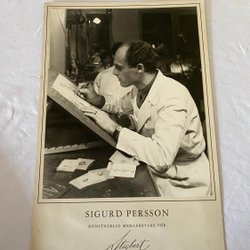 SIGURD PERSSON
KONSTNÄRLIG MEDARBETARE FÖR